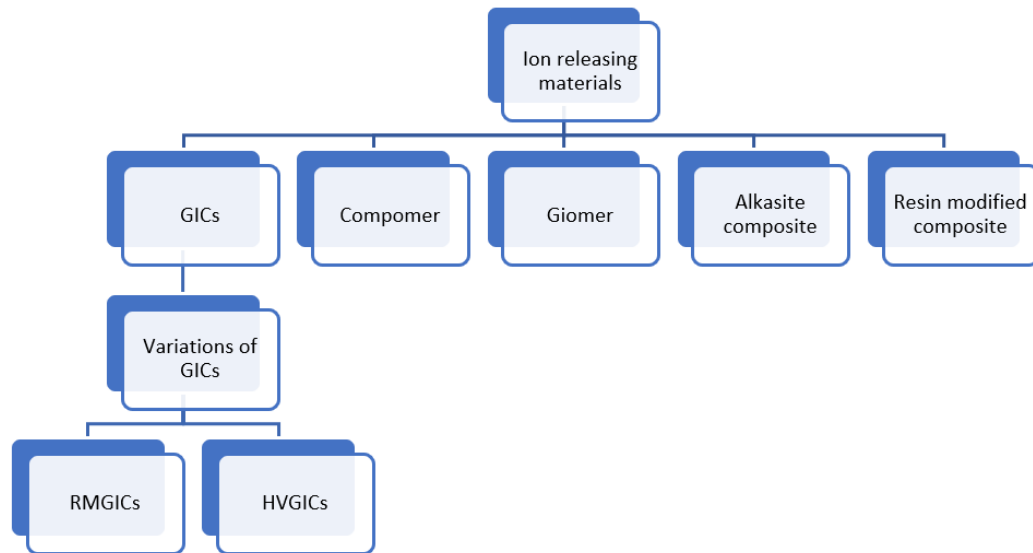 Ion releasing
materials
GICs
Compomer
Giomer
Alkasite
composite
Resin modified
composite
Variations of
GICs
RMGICs
HVGICs